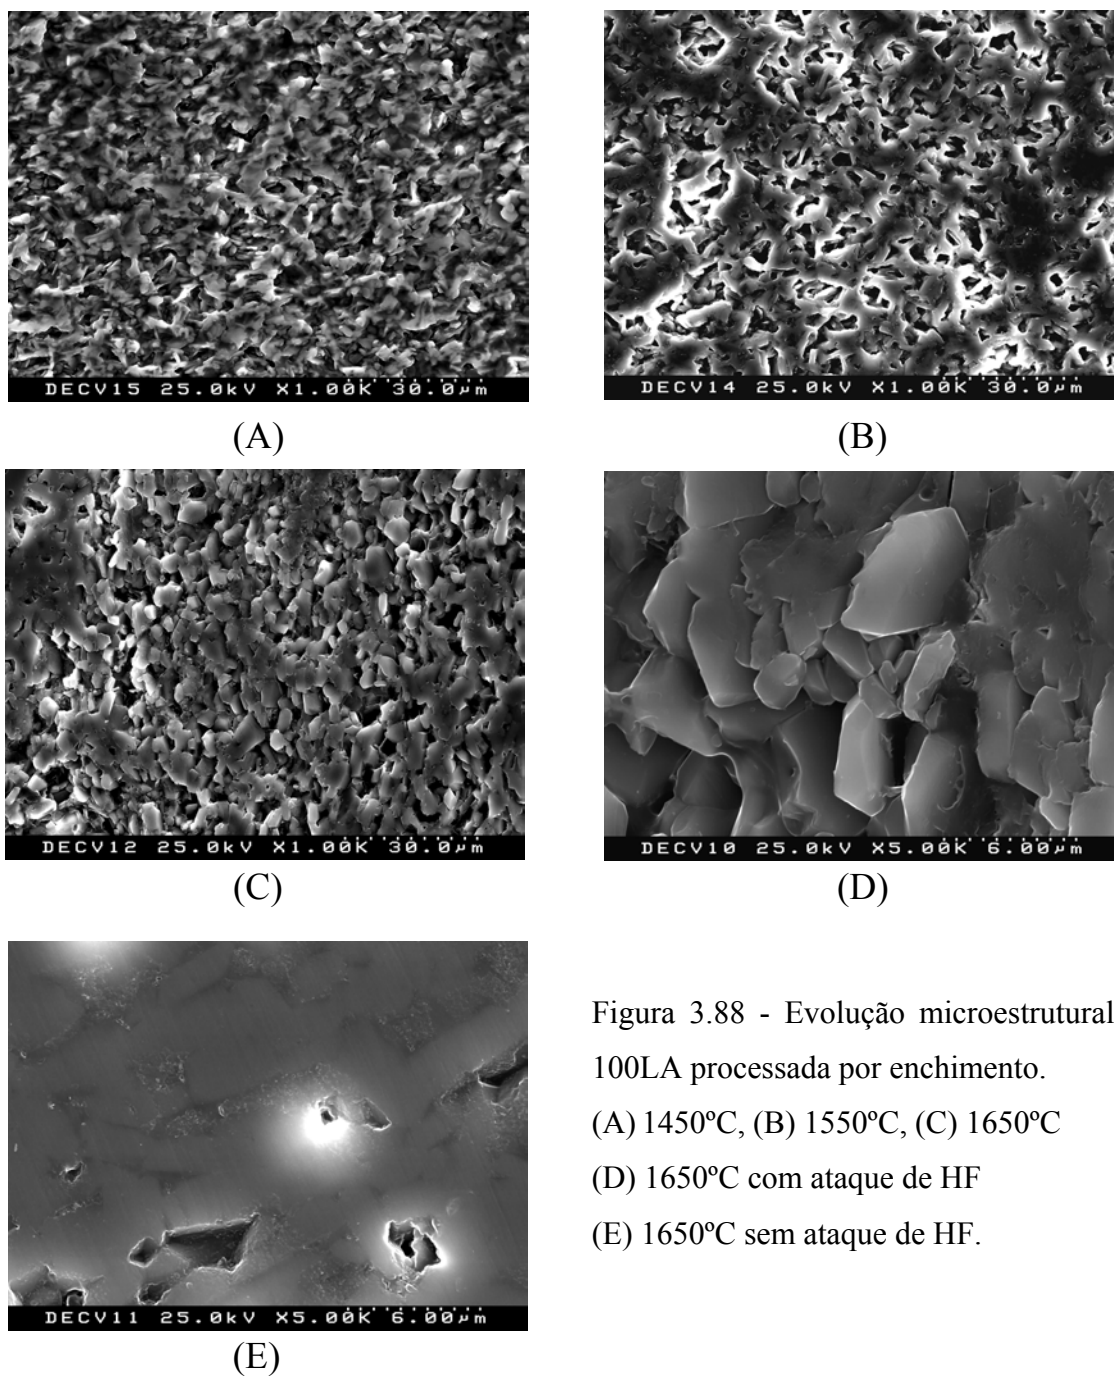 DECV15 25.0kV X1.00K 30.0µm
DECV14 25.0kV X1.00K 30.0µm
(A)
(B)
DECV12 25.0kV X1.00K 30.0µm
DECV10 25.0kV X5.00K 6.00µm
(C)
(D)
DECV11 25.0kV X5.00K 6.00µm
(E)
Figura 3.88 - Evolução microestrutural
100LA processada por enchimento.
(A) 1450ºC, (B) 1550ºC, (C) 1650ºC
(D) 1650ºC com ataque de HF
(E) 1650ºC sem ataque de HF.